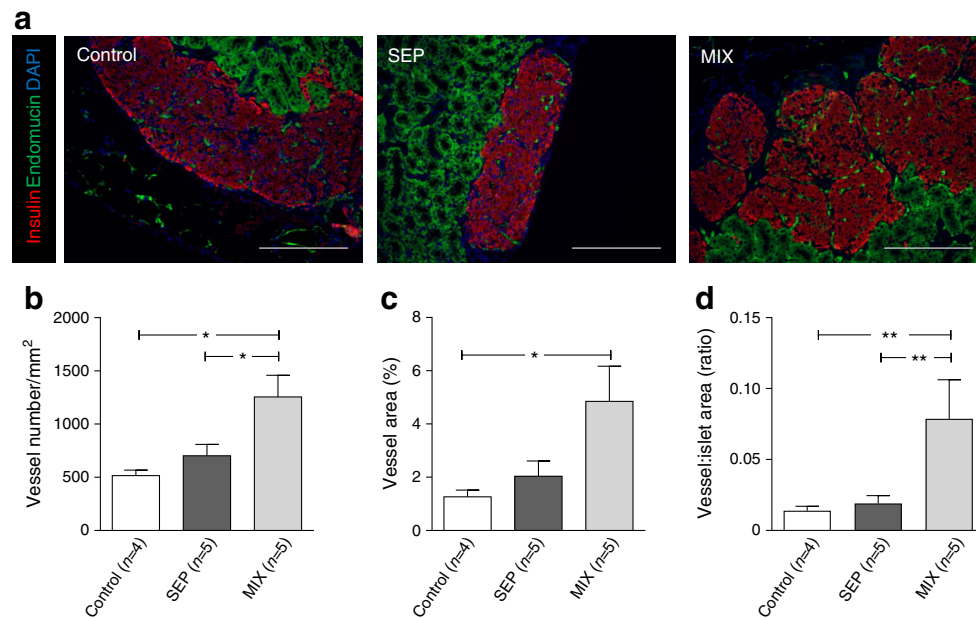 a
Insulin Endomucin DAPI
Control
SEP
MIX
b
Vessel number/mm²
2000
1500
1000
500
0
*
*
Control (n=4)
SEP (n=5)
MIX (n=5)
c
Vessel area (%)
8
6
4
2
0
*
Control (n=4)
SEP (n=5)
MIX (n=5)
d
Vessel:islet area (ratio)
0.15
0.10
0.05
0
**
**
Control (n=4)
SEP (n=5)
MIX (n=5)